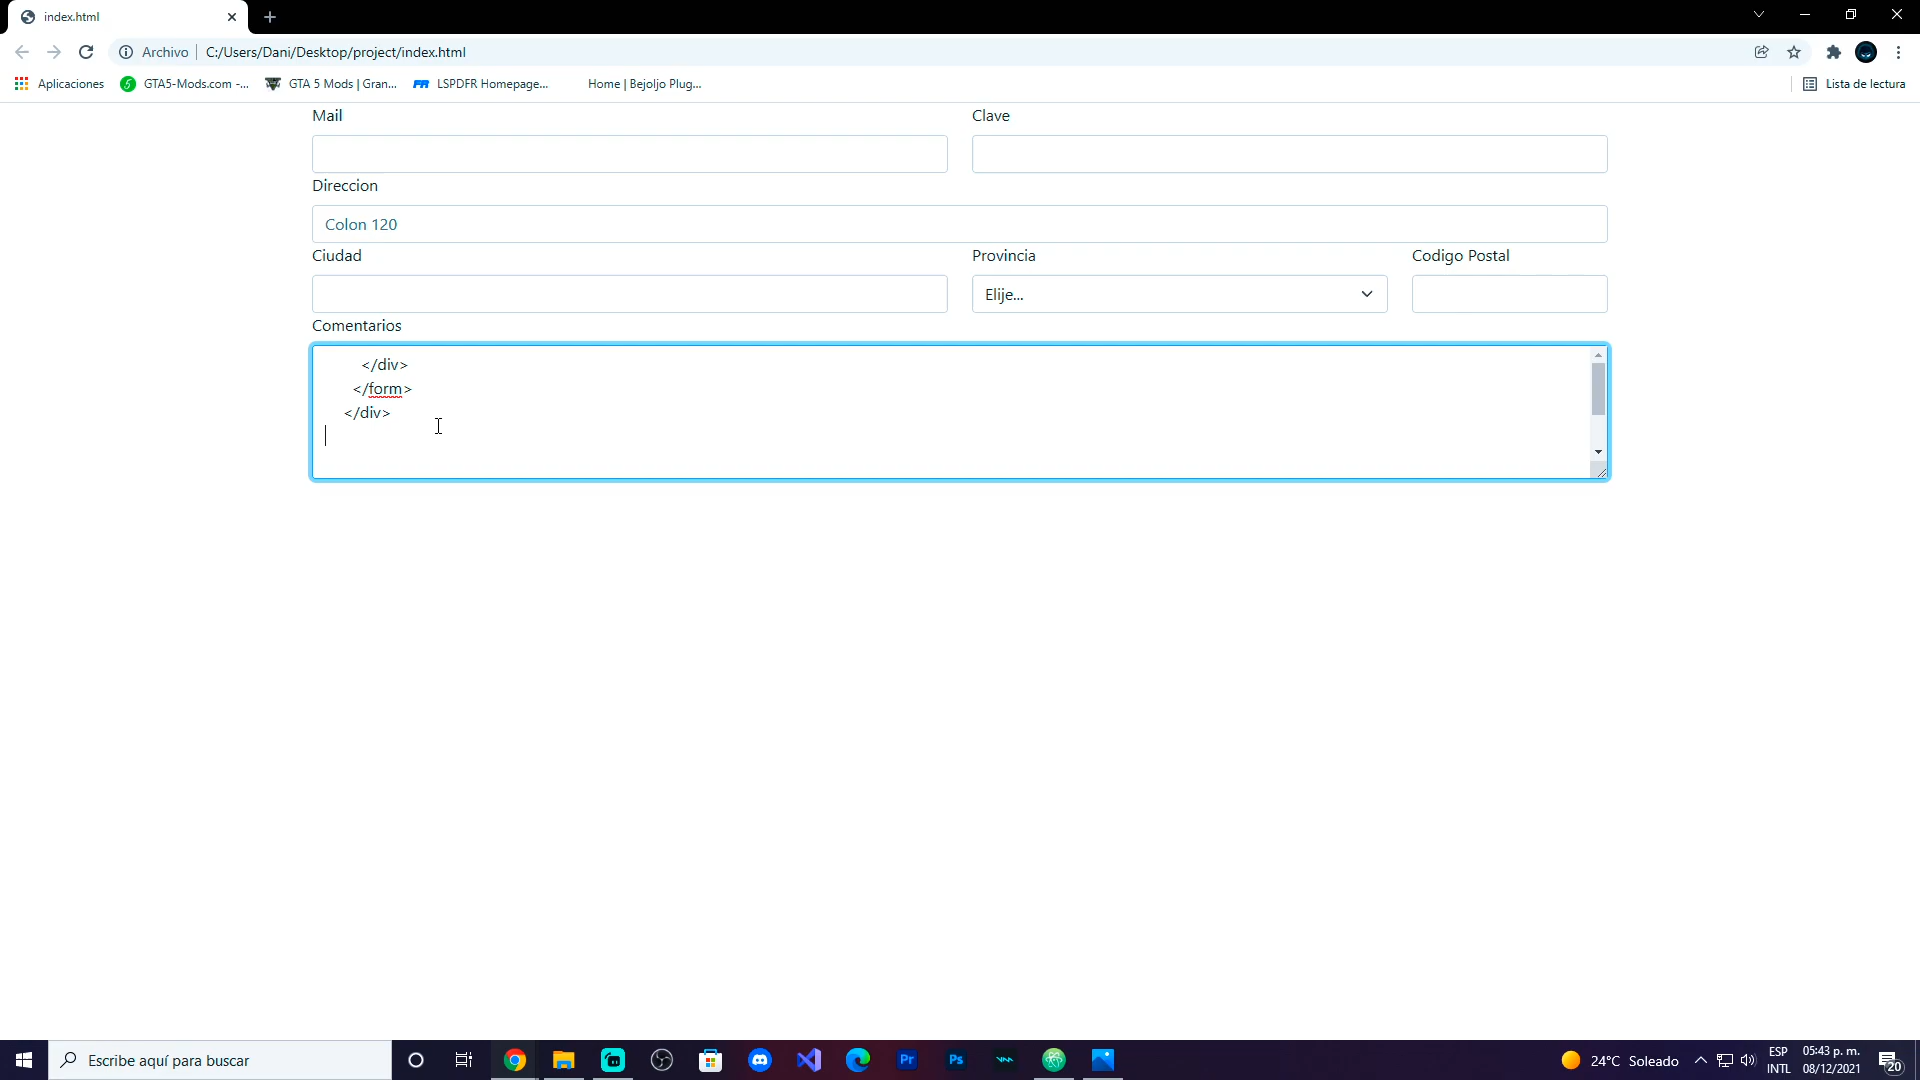 index.html
Archivo C:/Users/Dani/Desktop/project/index.html
Aplicaciones GTA5-Mods.com -... GTA 5 Mods | Gran... LSPDFR Homepage... Home | Bejoljo Plug... Lista de lectura
Mail Clave
Direccion
Colon 120
Ciudad Provincia Codigo Postal
Elije...
Comentarios
</div>
</form>
</div>
Escribe aquí para buscar Pr Ps 24°C Soleado ESP 05:43 p. m.
INTL 08/12/2021 20